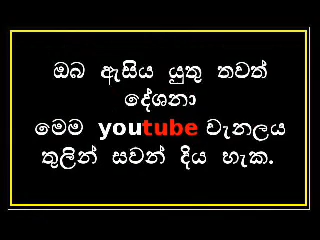 ඔබ ඇසිය යුතු තවත්
දේශනා
මෙම youtube චැනලය
තුලින් සවන් දිය හැක.